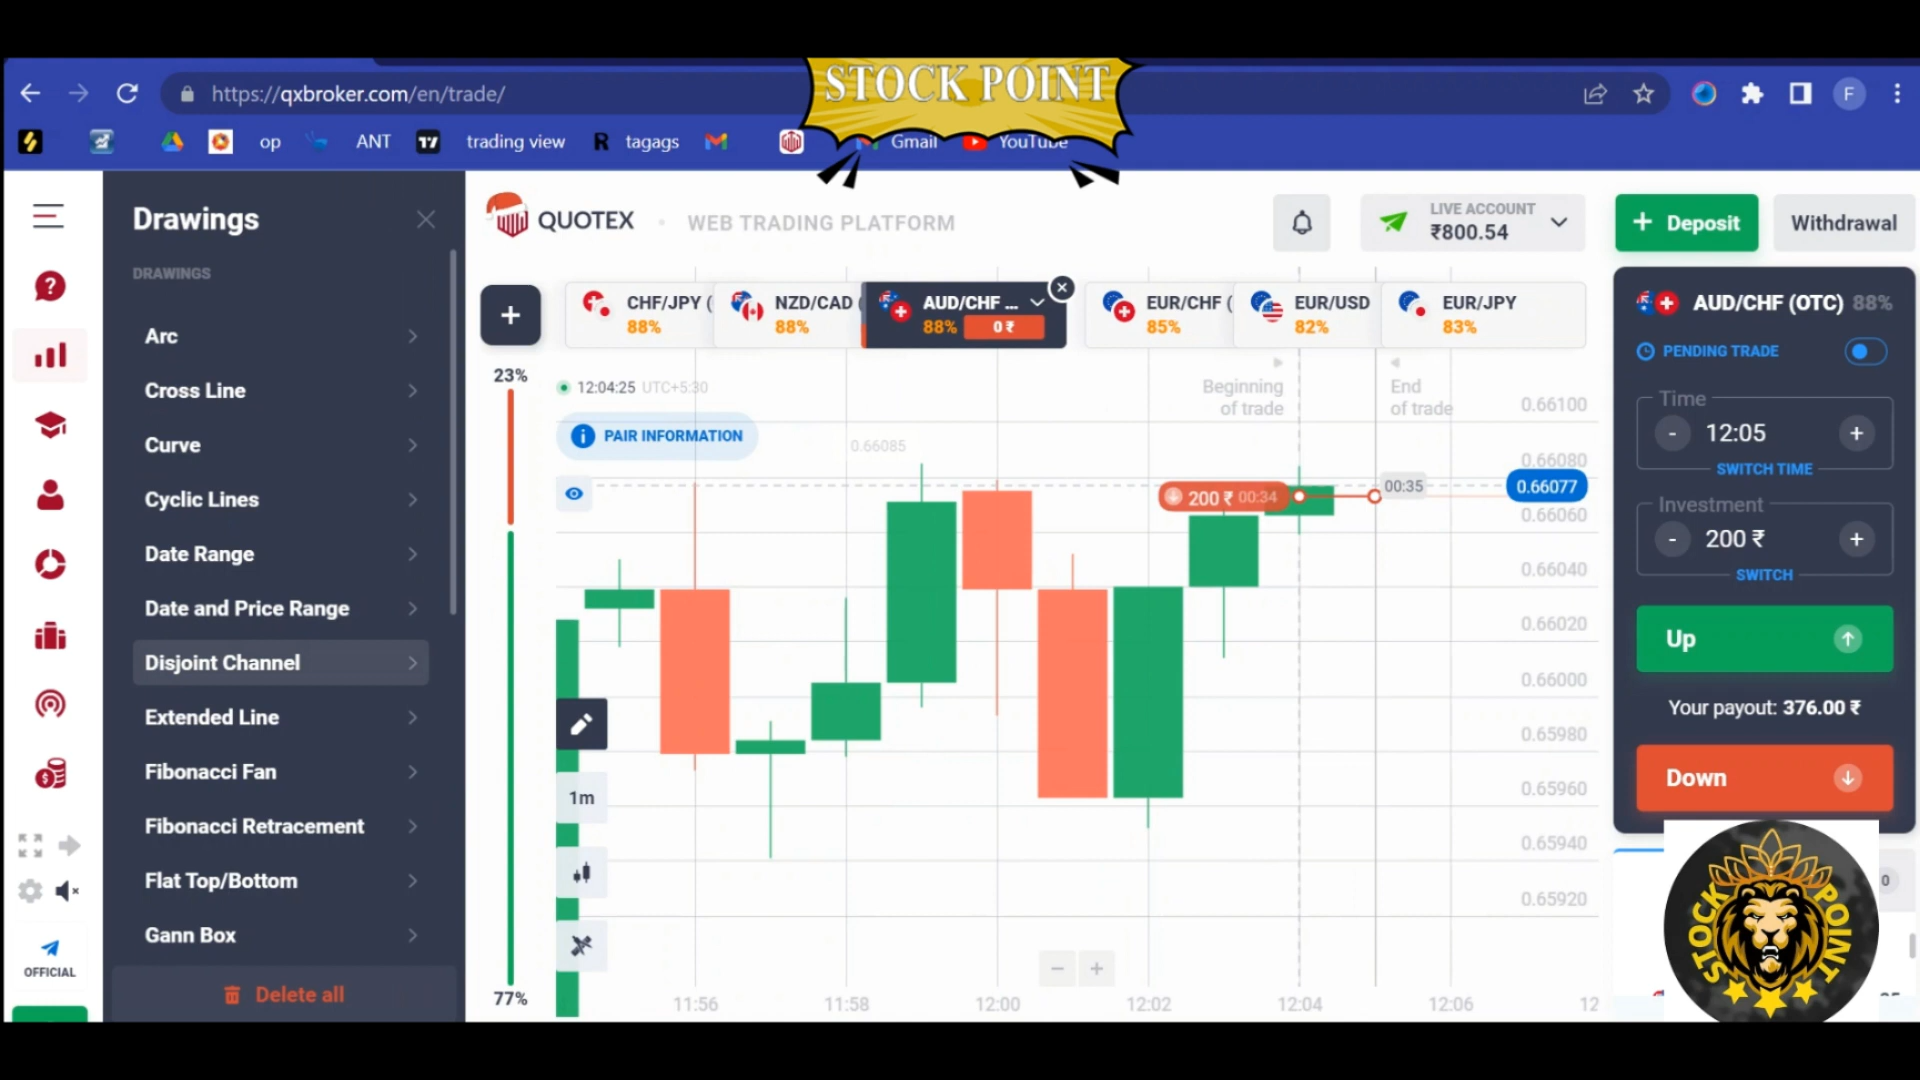 STOCK POINT
https://qxbroker.com/en/trade/
op
ANT
trading view
R
tagags
Gmail
YouTube
F
Drawings
DRAWINGS
Arc
Cross Line
Curve
Cyclic Lines
Date Range
Date and Price Range
Disjoint Channel
Extended Line
Fibonacci Fan
Fibonacci Retracement
Flat Top/Bottom
Gann Box
Delete all
OFFICIAL
QUOTEX
WEB TRADING PLATFORM
LIVE ACCOUNT
₹800.54
+ Deposit
Withdrawal
+
CHF/JPY (
88%
NZD/CAD (
88%
AUD/CHF ...
88%
0 ₹
EUR/CHF (
85%
EUR/USD
82%
EUR/JPY
83%
23%
77%
12:04:25 UTC+5:30
PAIR INFORMATION
0.66085
Beginning
of trade
End
of trade
200 ₹ 00:34
00:35
0.66077
0.66100
0.66080
0.66060
0.66040
0.66020
0.66000
0.65980
0.65960
0.65940
0.65920
1m
− +
11:56
11:58
12:00
12:02
12:04
12:06
12
AUD/CHF (OTC) 88%
PENDING TRADE
Time
- 12:05 +
SWITCH TIME
Investment
- 200 ₹ +
SWITCH
Up
Your payout: 376.00 ₹
Down
0
STOCK POINT